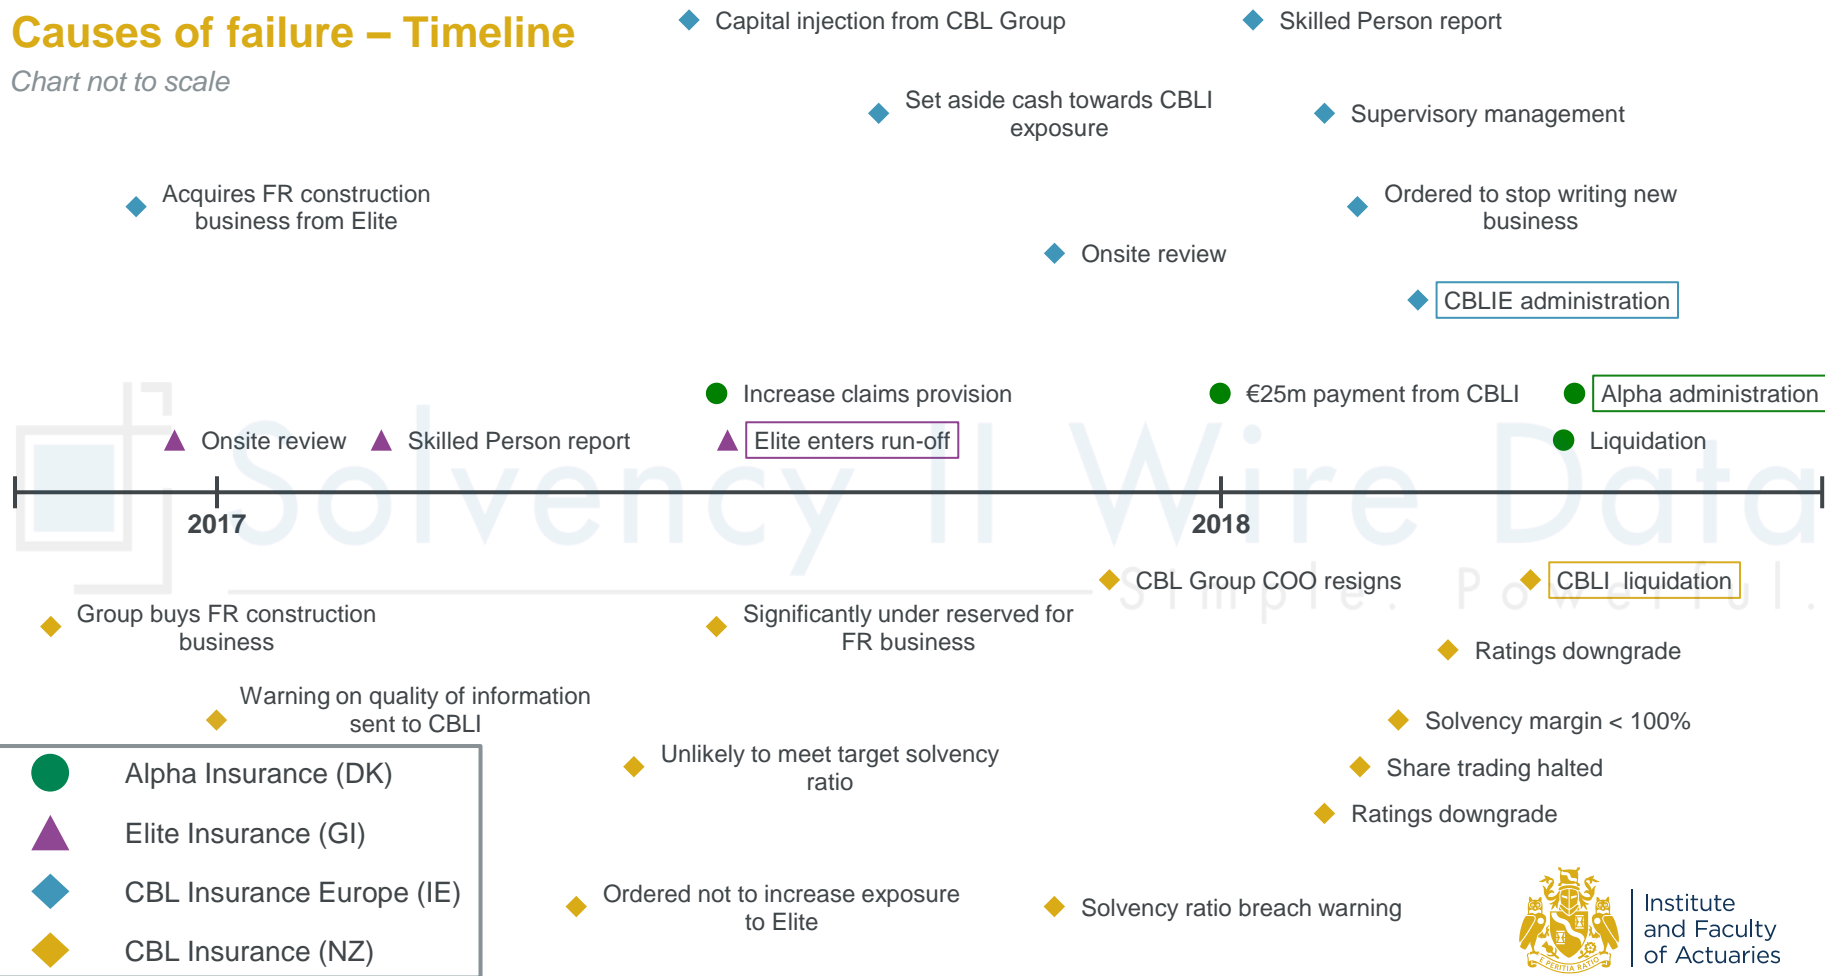 Causes of failure – Timeline
Chart not to scale
Capital injection from CBL Group
Skilled Person report
Set aside cash towards CBLI
exposure
Supervisory management
Acquires FR construction
business from Elite
Ordered to stop writing new
business
Onsite review
CBLIE administration
Increase claims provision
€25m payment from CBLI
Alpha administration
Onsite review
Skilled Person report
Elite enters run-off
Liquidation
Solvency II Wire Data
Simple. Powerful.
2017
2018
CBL Group COO resigns
CBLI liquidation
Group buys FR construction
business
Significantly under reserved for
FR business
Ratings downgrade
Warning on quality of information
sent to CBLI
Solvency margin < 100%
Unlikely to meet target solvency
ratio
Share trading halted
Ratings downgrade
Ordered not to increase exposure
to Elite
Solvency ratio breach warning
Alpha Insurance (DK)
Elite Insurance (GI)
CBL Insurance Europe (IE)
CBL Insurance (NZ)
E PERITIA RATIO
Institute
and Faculty
of Actuaries